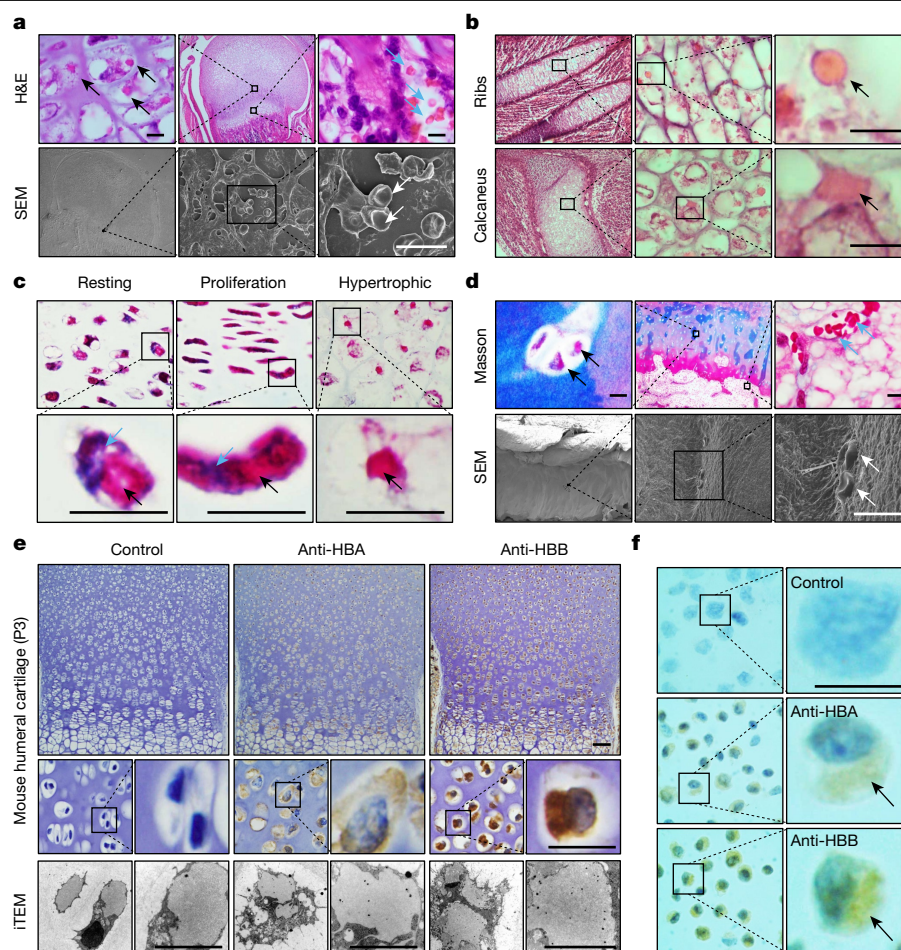 a
H&E
SEM
b
Ribs
Calcaneus
c
Resting
Proliferation
Hypertrophic
d
Masson
SEM
e
Control
Anti-HBA
Anti-HBB
Mouse humeral cartilage (P3)
iTEM
f
Control
Anti-HBA
Anti-HBB